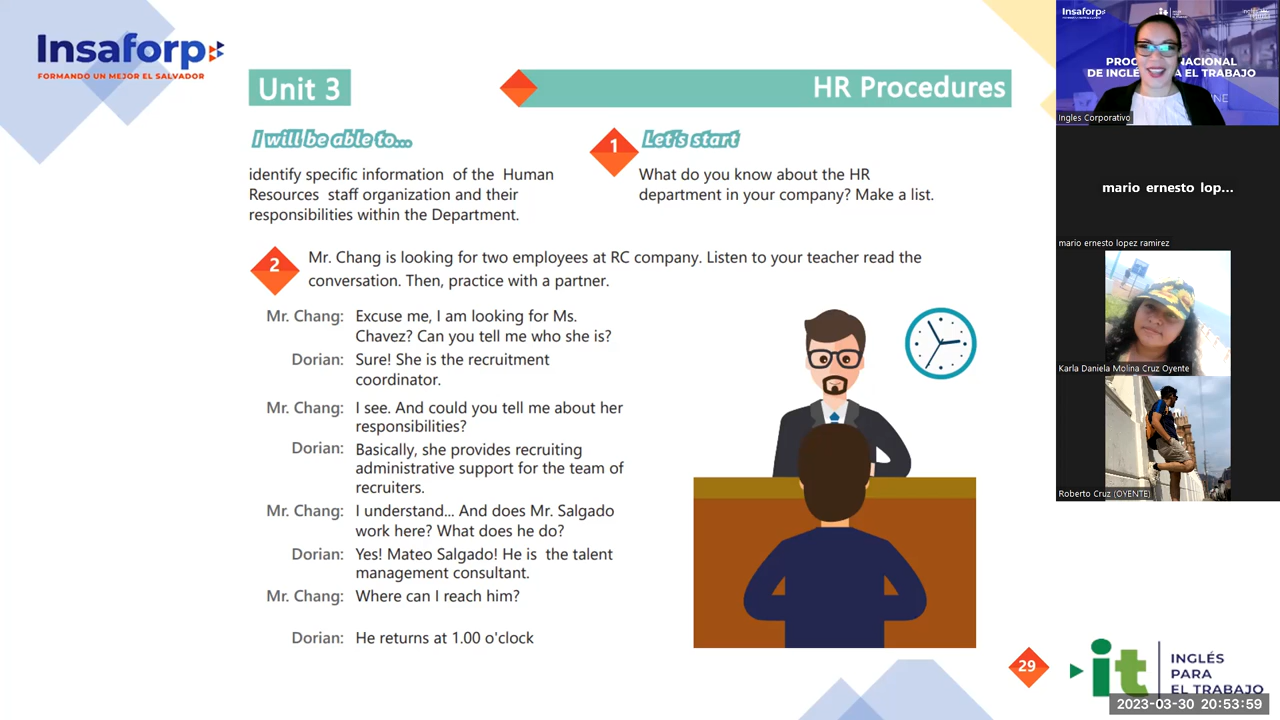 Insaforp
FORMANDO UN MEJOR EL SALVADOR
Unit 3
HR Procedures
I will be able to...
identify specific information of the Human
Resources staff organization and their
responsibilities within the Department.
1
Let's start
What do you know about the HR
department in your company? Make a list.
2
Mr. Chang is looking for two employees at RC company. Listen to your teacher read the
conversation. Then, practice with a partner.
Mr. Chang: Excuse me, I am looking for Ms.
Chavez? Can you tell me who she is?
Dorian: Sure! She is the recruitment
coordinator.
Mr. Chang: I see. And could you tell me about her
responsibilities?
Dorian: Basically, she provides recruiting
administrative support for the team of
recruiters.
Mr. Chang: I understand... And does Mr. Salgado
work here? What does he do?
Dorian: Yes! Mateo Salgado! He is the talent
management consultant.
Mr. Chang: Where can I reach him?
Dorian: He returns at 1.00 o'clock
29
it
INGLÉS
PARA
EL TRABAJO
2023-03-30 20:53:59
Insaforp
it
PRO NACIONAL
DE INGL RA EL TRABAJO
INE
Ingles Corporativo
mario ernesto lop...
mario ernesto lopez ramirez
Karla Daniela Molina Cruz Oyente
Roberto Cruz (OYENTE)